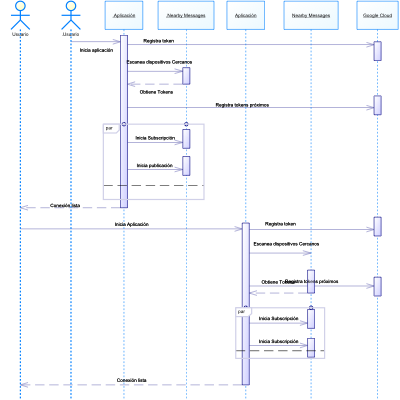 Aplicación
Nearby Messages
Aplicación
Nearby Messages
Google Cloud
Usuario
Usuario
Registra token
Inicia aplicación
Escanea dispositivos Cercanos
Obtiene Tokens
Registra tokens próximos
par
Inicia Subscripción
Inicia publicación
Conexión lista
Inicia Aplicación
Registra token
Escanea dispositivos Cercanos
Obtiene Tokens
Registra tokens próximos
par
Inicia Subscripción
Inicia Subscripción
Conexión lista